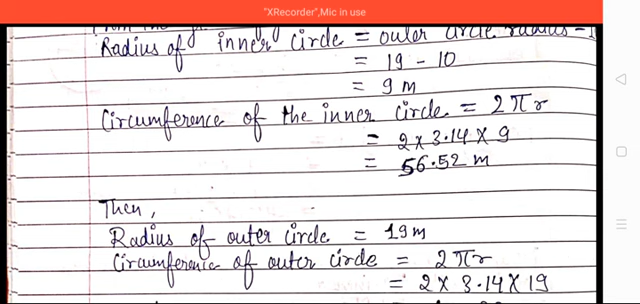 "XRecorder",Mic in use
Radius of inner circle = outer circle radius -
= 19 - 10
= 9 m
Circumference of the inner circle = 2πr
= 2 x 3.14 x 9
= 56.52 m
Then,
Radius of outer circle = 19m
Circumference of outer circle = 2πr
= 2 x 3.14 x 19